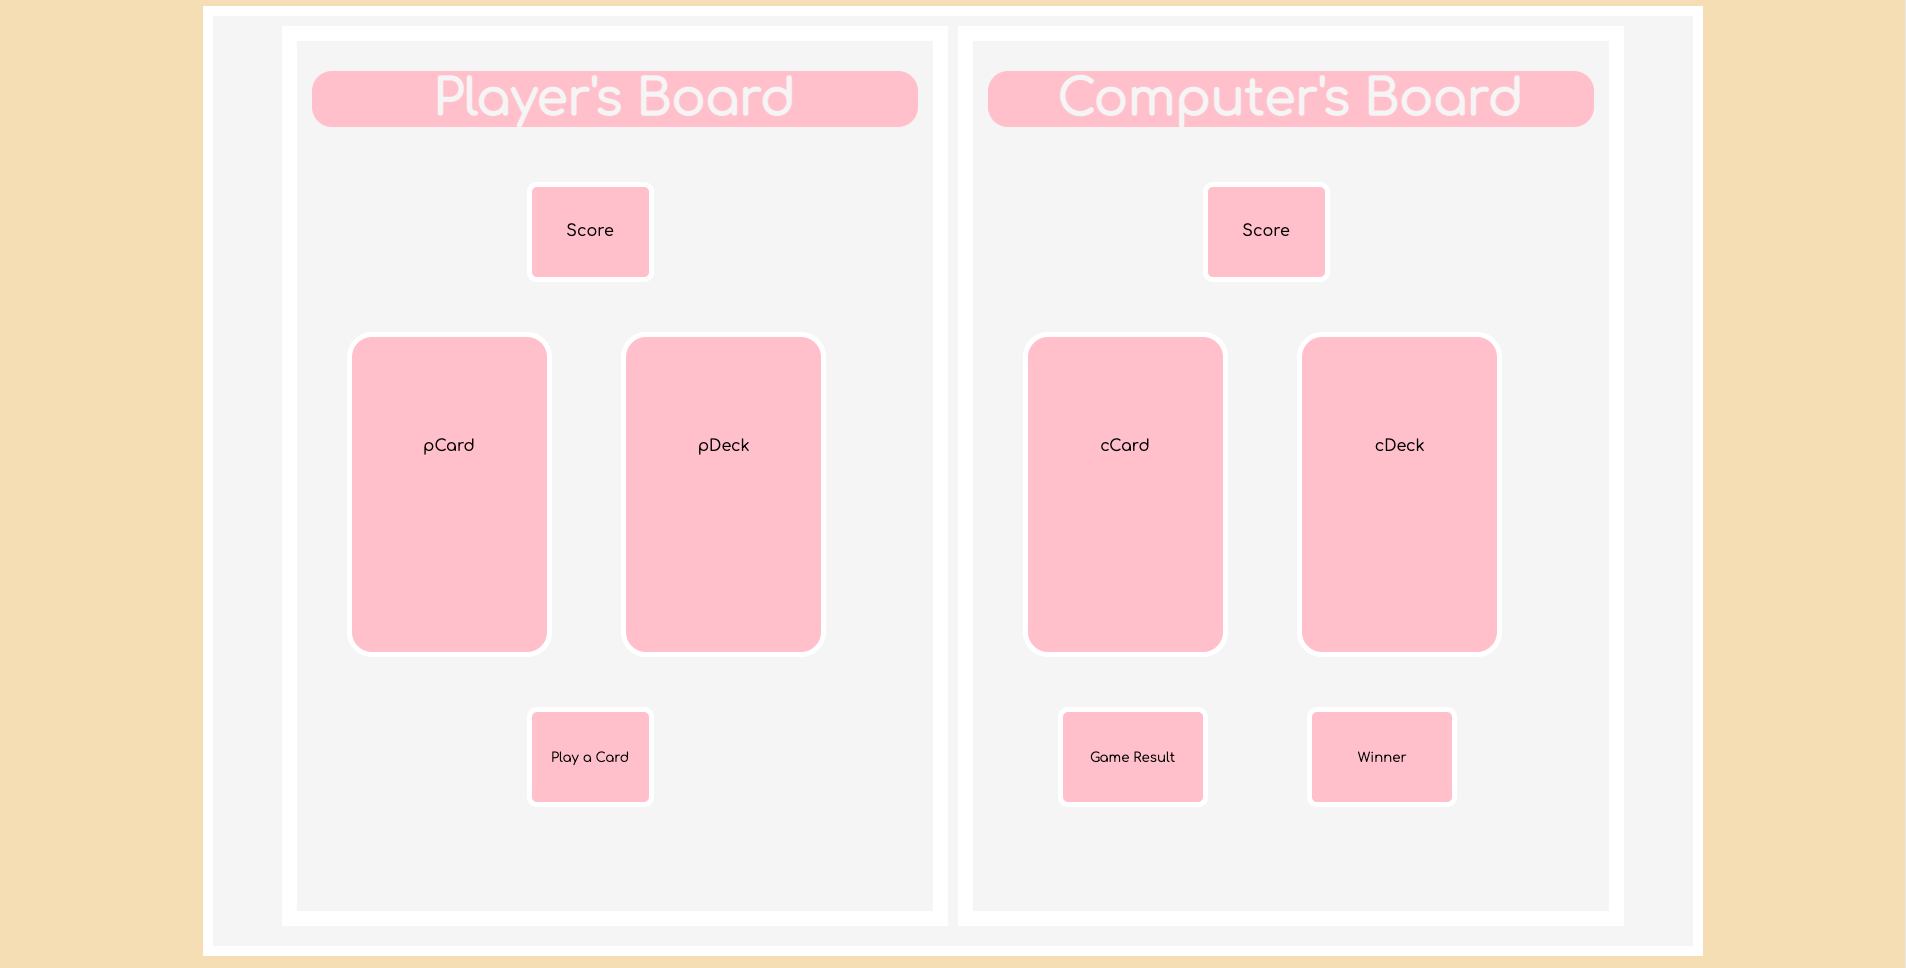 Player's Board
Score
pCard
pDeck
Play a Card
Computer's Board
Score
cCard
cDeck
Game Result
Winner